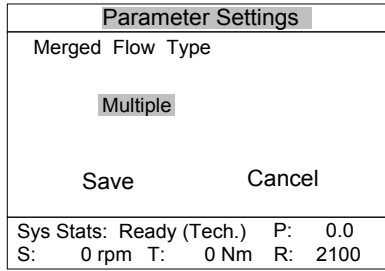 Parameter Settings
Merged Flow Type
Multiple
Save Cancel
Sys Stats: Ready (Tech.) P: 0.0
S: 0 rpm T: 0 Nm R: 2100